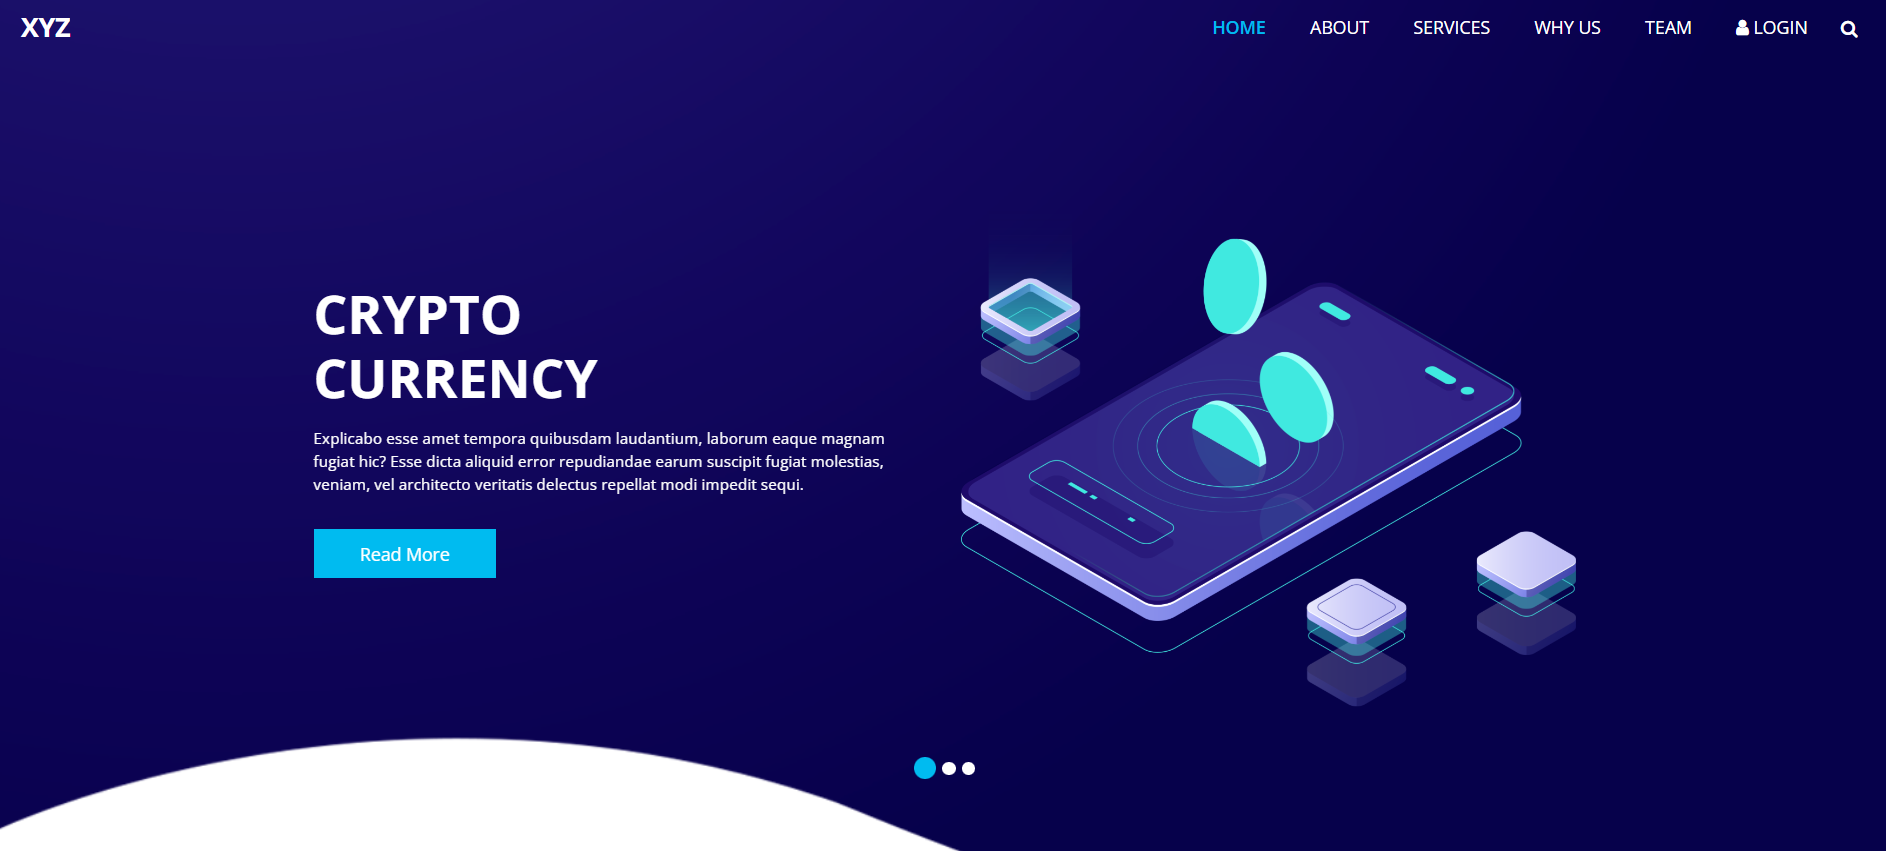 XYZ
HOME ABOUT SERVICES WHY US TEAM LOGIN
CRYPTO
CURRENCY
Explicabo esse amet tempora quibusdam laudantium, laborum eaque magnam
fugiat hic? Esse dicta aliquid error repudiandae earum suscipit fugiat molestias,
veniam, vel architecto veritatis delectus repellat modi impedit sequi.
Read More